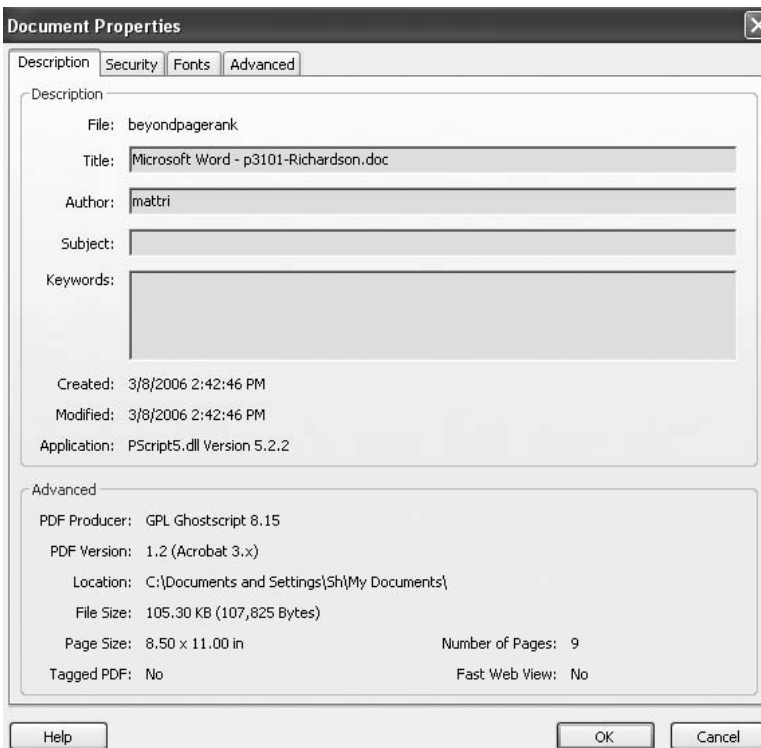 Document Properties
Description Security Fonts Advanced
Description
File: beyondpagerank
Title: Microsoft Word - p3101-Richardson.doc
Author: mattri
Subject:
Keywords:
Created: 3/8/2006 2:42:46 PM
Modified: 3/8/2006 2:42:46 PM
Application: PScript5.dll Version 5.2.2
Advanced
PDF Producer: GPL Ghostscript 8.15
PDF Version: 1.2 (Acrobat 3.x)
Location: C:\Documents and Settings\Sh\My Documents\
File Size: 105.30 KB (107,825 Bytes)
Page Size: 8.50 x 11.00 in Number of Pages: 9
Tagged PDF: No Fast Web View: No
Help OK Cancel